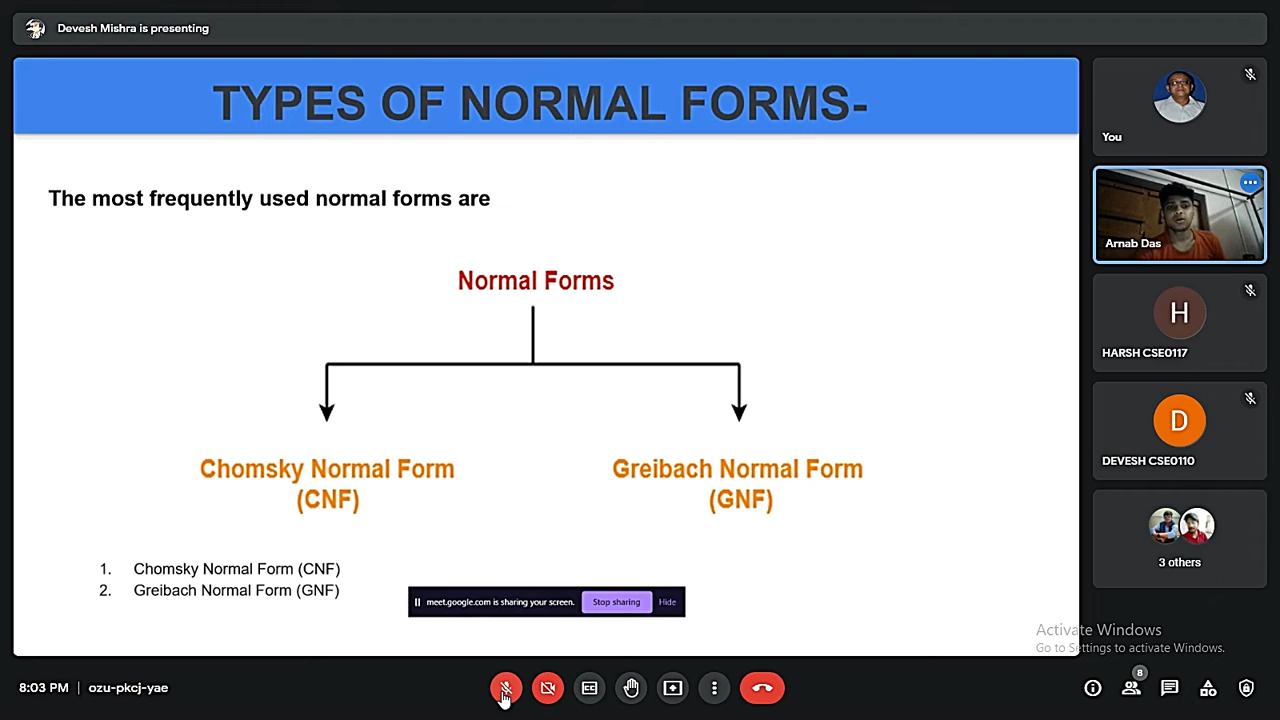 Devesh Mishra is presenting
TYPES OF NORMAL FORMS-
The most frequently used normal forms are
Normal Forms
Chomsky Normal Form
(CNF)
Greibach Normal Form
(GNF)
1. Chomsky Normal Form (CNF)
2. Greibach Normal Form (GNF)
meet.google.com is sharing your screen. Stop sharing Hide
You
Arnab Das
H
HARSH CSE0117
D
DEVESH CSE0110
3 others
Activate Windows
Go to Settings to activate Windows.
8:03 PM | ozu-pkcj-yae
8